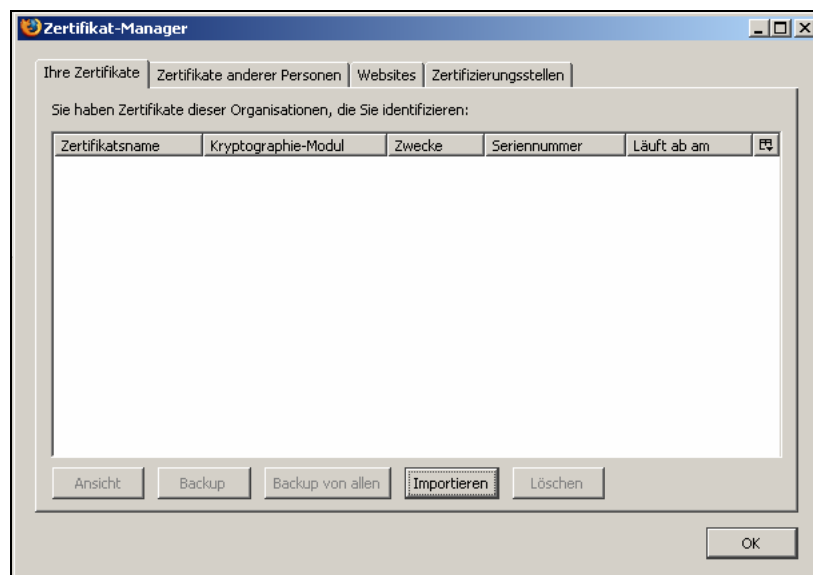 Zertifikat-Manager
Ihre Zertifikate Zertifikate anderer Personen Websites Zertifizierungsstellen
Sie haben Zertifikate dieser Organisationen, die Sie identifizieren:
Zertifikatsname Kryptographie-Modul Zwecke Seriennummer Läuft ab am
Ansicht Backup Backup von allen Importieren Löschen
OK